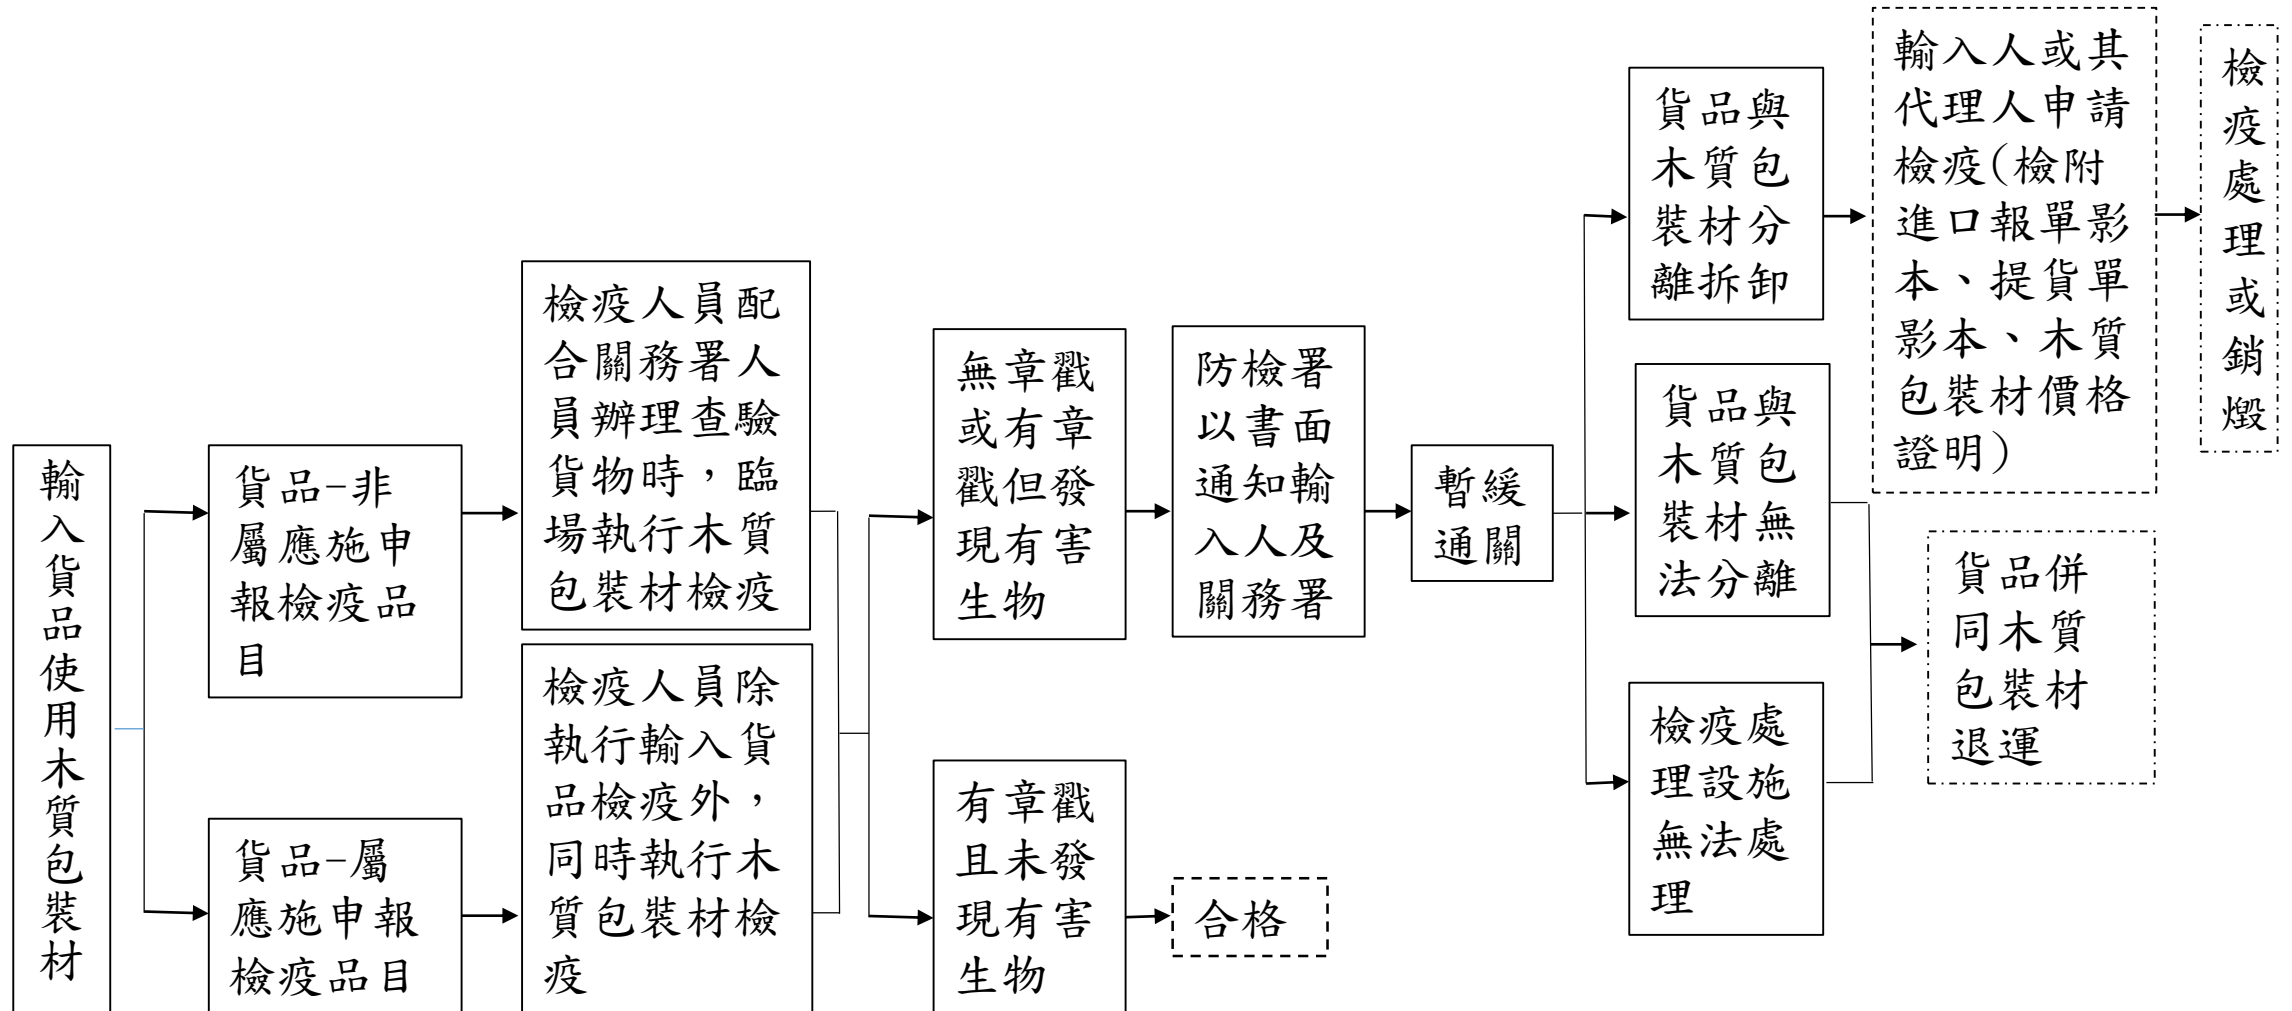 輸入貨品使用木質包裝材
貨品-非
屬應施申
報檢疫品
目
貨品-屬
應施申報
檢疫品目
檢疫人員配
合關務署人
員辦理查驗
貨物時，臨
場執行木質
包裝材檢疫
檢疫人員除
執行輸入貨
品檢疫外，
同時執行木
質包裝材檢
疫
無章戳
或有章
戳但發
現有害
生物
有章戳
且未發
現有害
生物
防檢署
以書面
通知輸
入人及
關務署
合格
暫緩
通關
貨品與
木質包
裝材分
離拆卸
貨品與
木質包
裝材無
法分離
檢疫處
理設施
無法處
理
輸入人或其
代理人申請
檢疫(檢附
進口報單影
本、提貨單
影本、木質
包裝材價格
證明)
貨品併
同木質
包裝材
退運
檢疫處理或銷燬